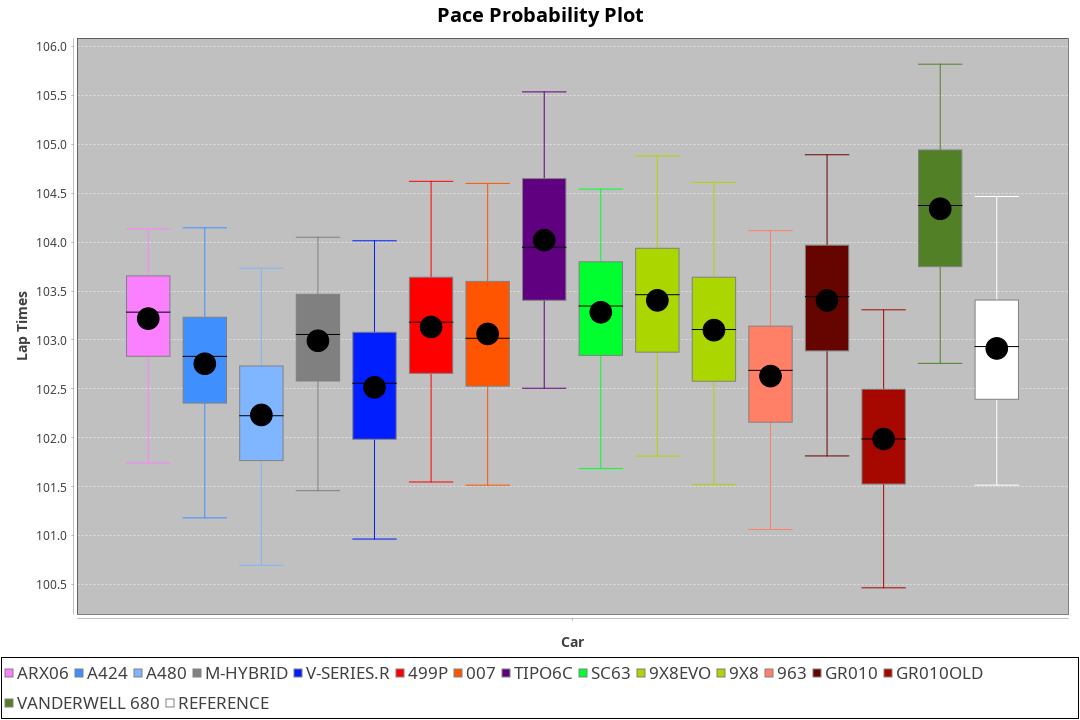 Pace Probability Plot
106.0
105.5
105.0
104.5
104.0
103.5
103.0
102.5
102.0
101.5
101.0
100.5
Lap Times
Car
ARX06 A424 A480 M-HYBRID V-SERIES.R 499P 007 TIPO6C SC63 9X8EVO 9X8 963 GR010 GR010OLD
VANDERWELL 680 REFERENCE